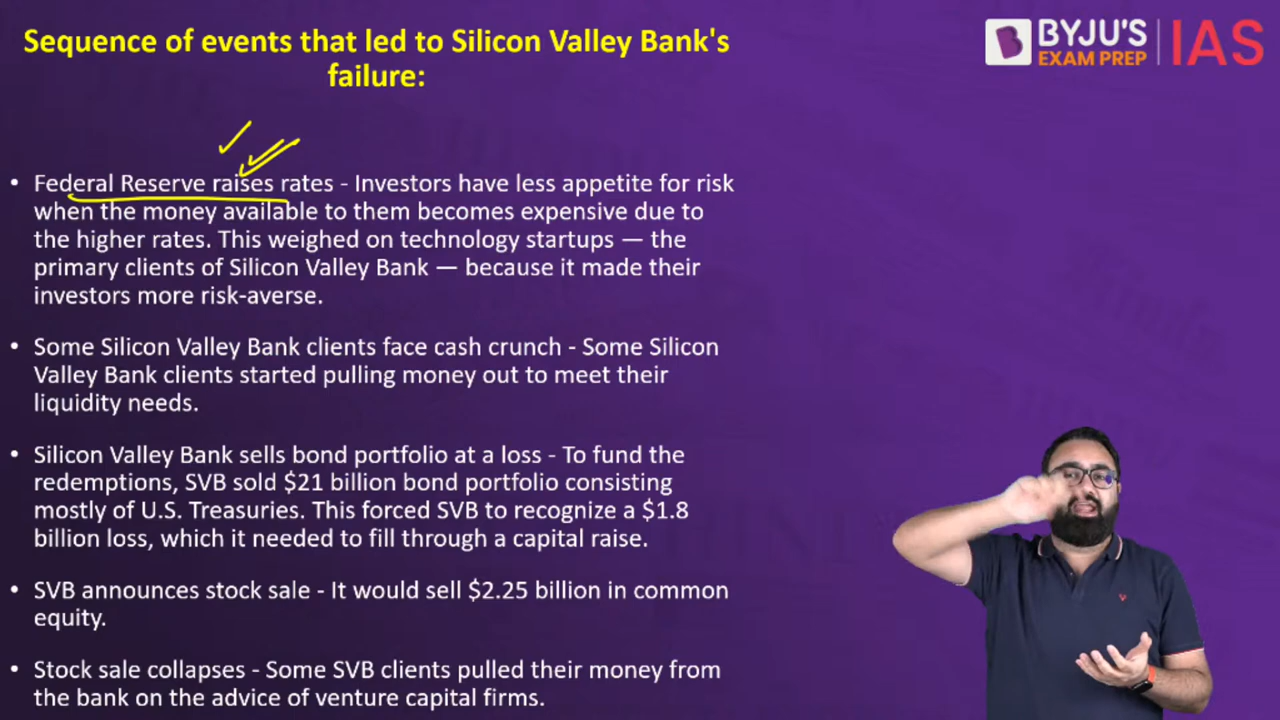 Sequence of events that led to Silicon Valley Bank's
failure:
BYJU'S
EXAM PREP
IAS
• Federal Reserve raises rates - Investors have less appetite for risk
when the money available to them becomes expensive due to
the higher rates. This weighed on technology startups — the
primary clients of Silicon Valley Bank — because it made their
investors more risk-averse.
• Some Silicon Valley Bank clients face cash crunch - Some Silicon
Valley Bank clients started pulling money out to meet their
liquidity needs.
• Silicon Valley Bank sells bond portfolio at a loss - To fund the
redemptions, SVB sold $21 billion bond portfolio consisting
mostly of U.S. Treasuries. This forced SVB to recognize a $1.8
billion loss, which it needed to fill through a capital raise.
• SVB announces stock sale - It would sell $2.25 billion in common
equity.
• Stock sale collapses - Some SVB clients pulled their money from
the bank on the advice of venture capital firms.